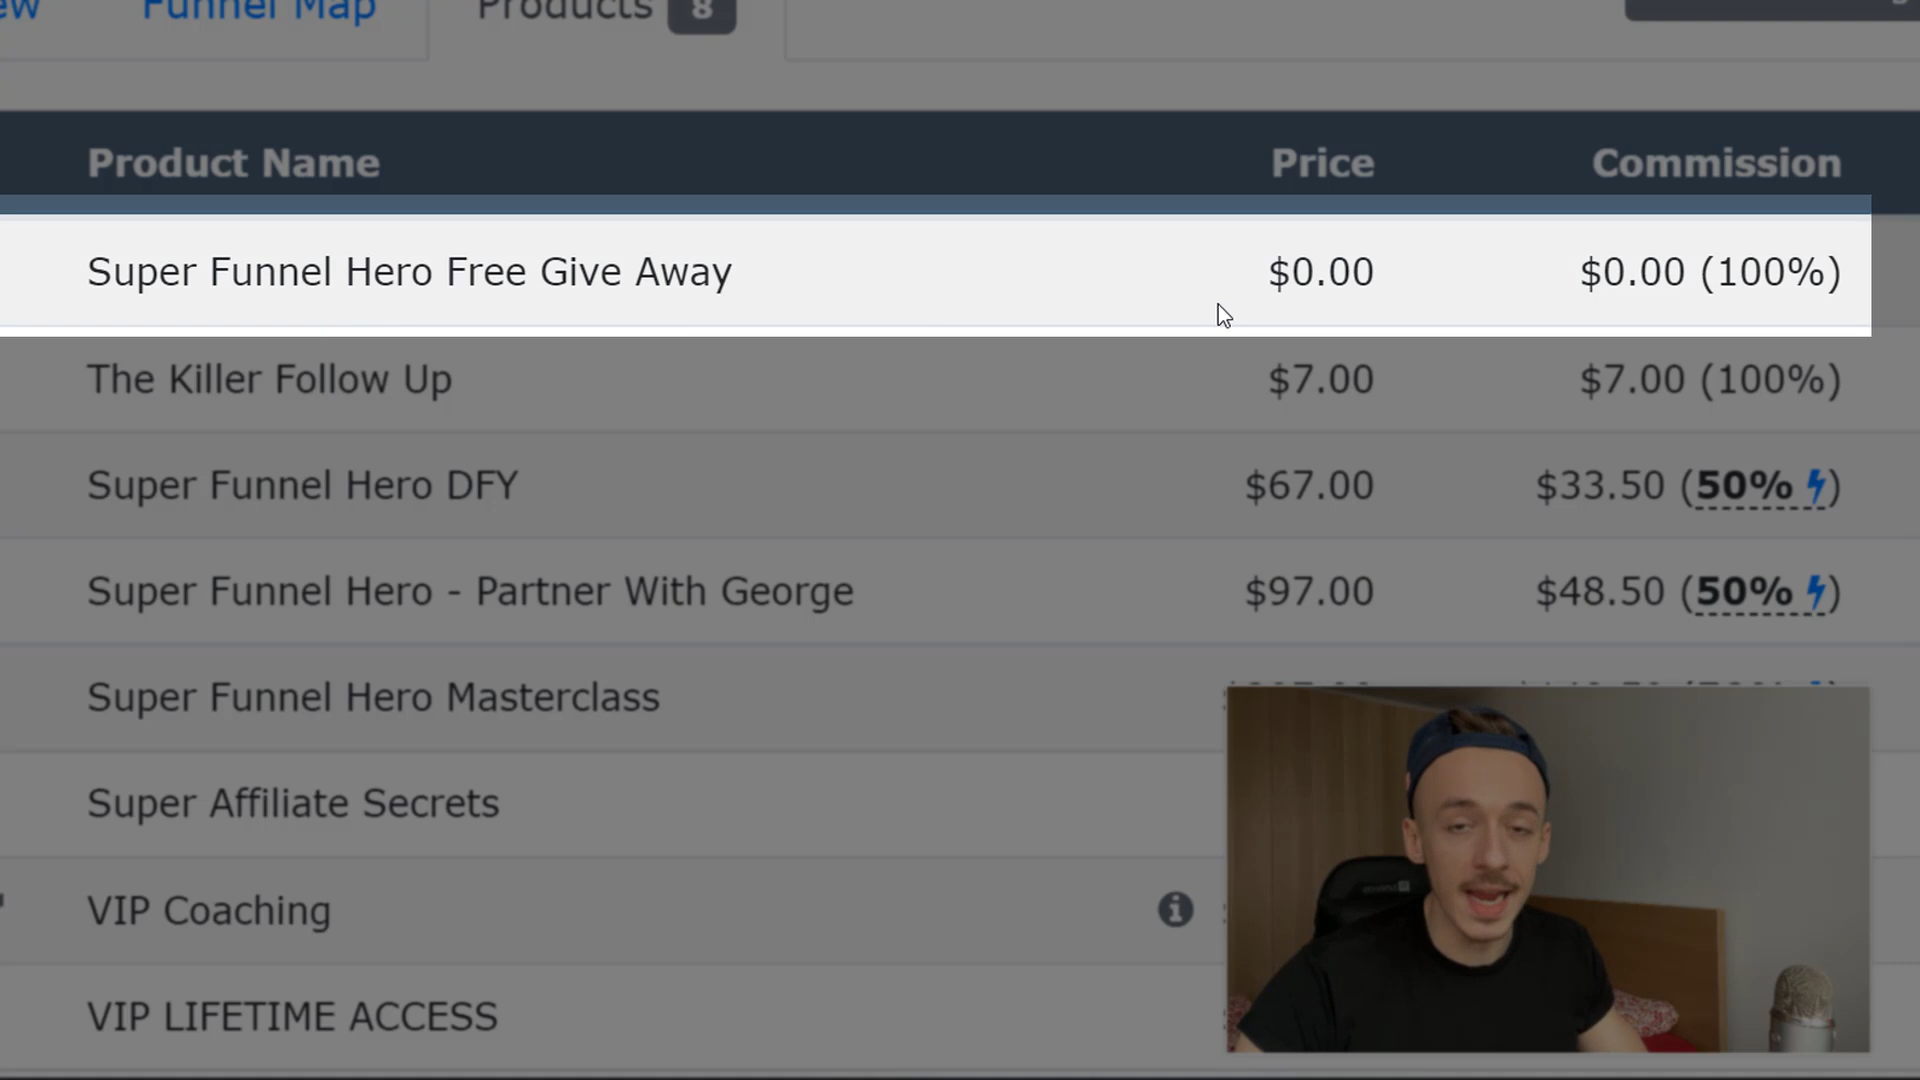 ew Funnel Map Products 8
Product Name Price Commission
Super Funnel Hero Free Give Away $0.00 $0.00 (100%)
The Killer Follow Up $7.00 $7.00 (100%)
Super Funnel Hero DFY $67.00 $33.50 (50%)
Super Funnel Hero - Partner With George $97.00 $48.50 (50%)
Super Funnel Hero Masterclass
Super Affiliate Secrets
VIP Coaching
VIP LIFETIME ACCESS